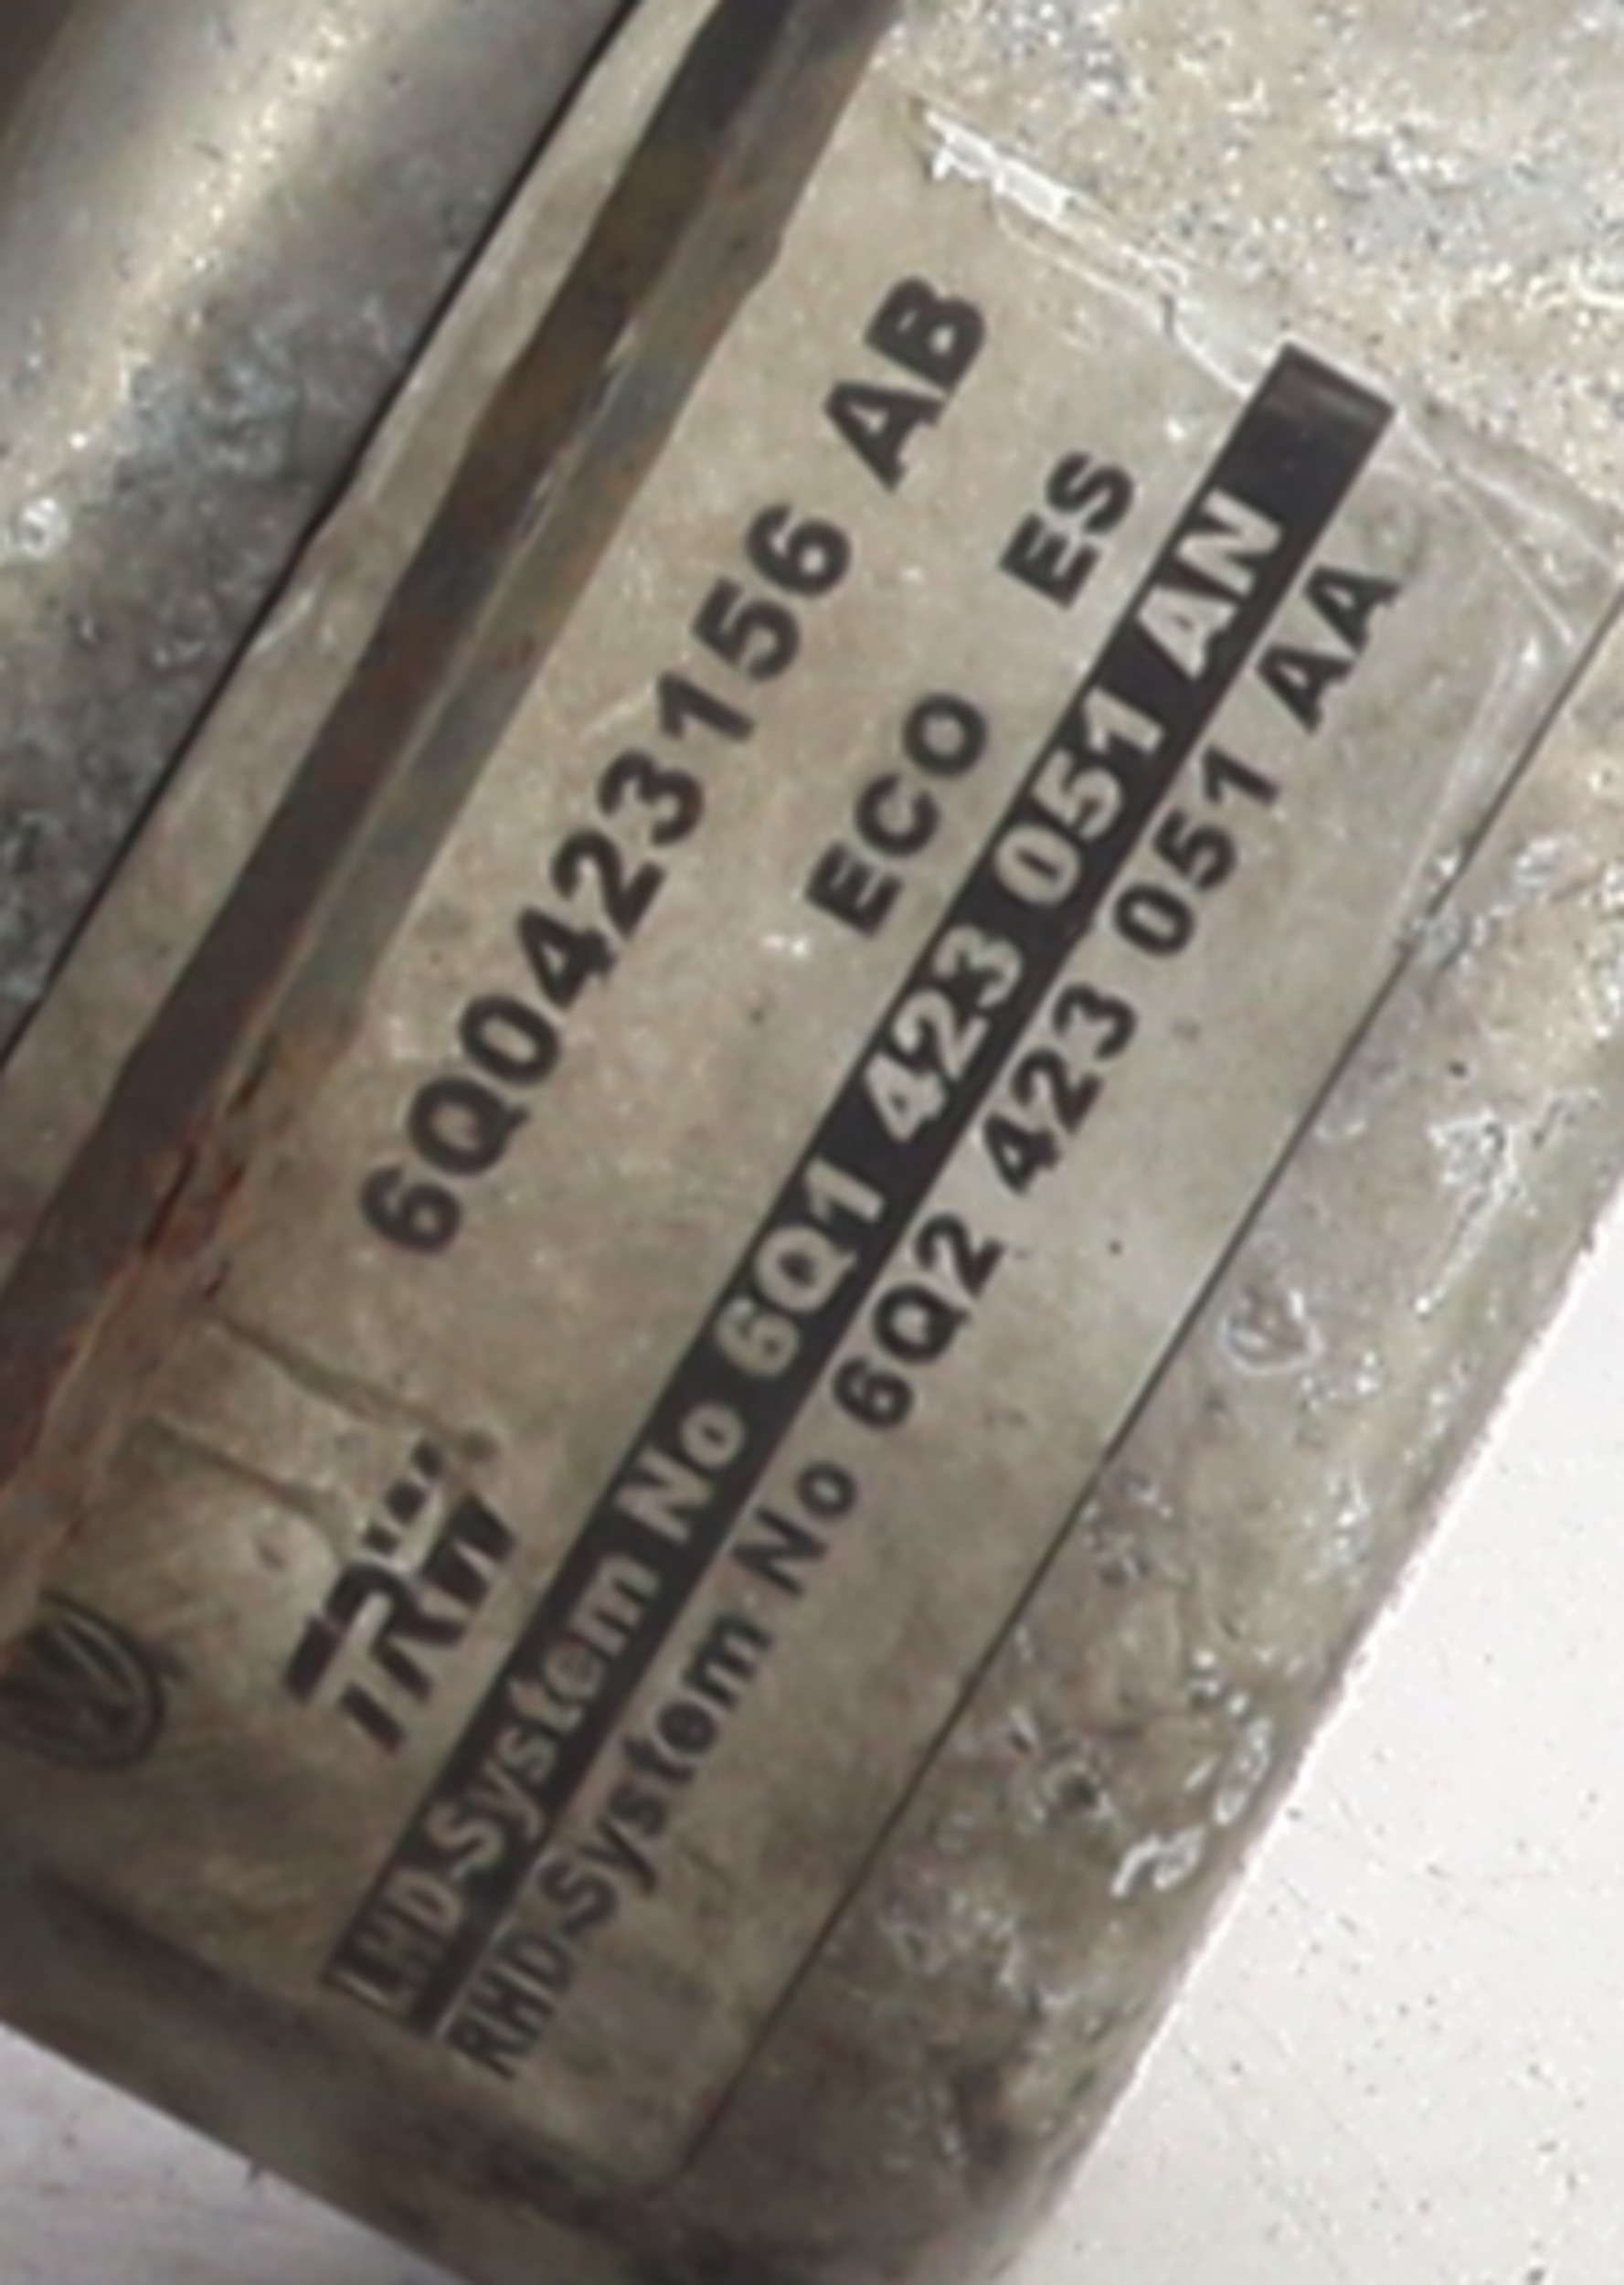 6Q0423156 AB
TRW
ECO ES
LHD-System No 6Q1 423 051 AN
RHD-System No 6Q2 423 051 AA